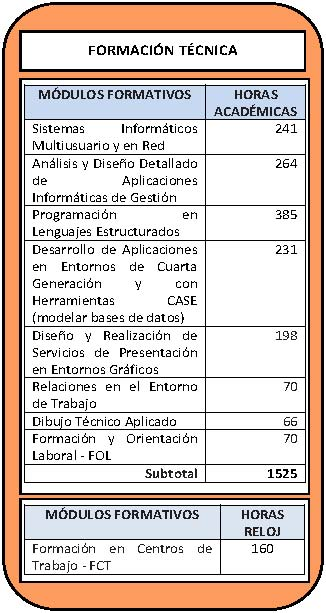 FORMACIÓN TÉCNICA
MÓDULOS FORMATIVOS HORAS
ACADÉMICAS
Sistemas Informáticos 241
Multiusuario y en Red
Análisis y Diseño Detallado 264
de Aplicaciones
Informáticas de Gestión
Programación en 385
Lenguajes Estructurados
Desarrollo de Aplicaciones 231
en Entornos de Cuarta
Generación y con
Herramientas CASE
(modelar bases de datos)
Diseño y Realización de 198
Servicios de Presentación
en Entornos Gráficos
Relaciones en el Entorno 70
de Trabajo
Dibujo Técnico Aplicado 66
Formación y Orientación 70
Laboral - FOL
Subtotal 1525
MÓDULOS FORMATIVOS HORAS
RELOJ
Formación en Centros de 160
Trabajo - FCT